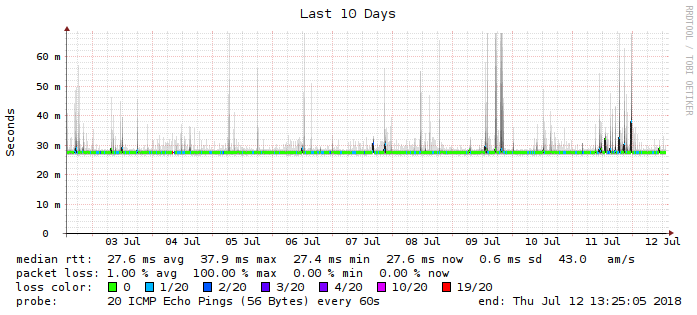 Last 10 Days
RRDTOOL / TOBI OETIKER
Seconds
60 m
50 m
40 m
30 m
20 m
10 m
0
03 Jul 04 Jul 05 Jul 06 Jul 07 Jul 08 Jul 09 Jul 10 Jul 11 Jul 12 Jul
median rtt: 27.6 ms avg 37.9 ms max 27.4 ms min 27.6 ms now 0.6 ms sd 43.0 am/s
packet loss: 1.00 % avg 100.00 % max 0.00 % min 0.00 % now
loss color: 0 1/20 2/20 3/20 4/20 10/20 19/20
probe: 20 ICMP Echo Pings (56 Bytes) every 60s end: Thu Jul 12 13:25:05 2018